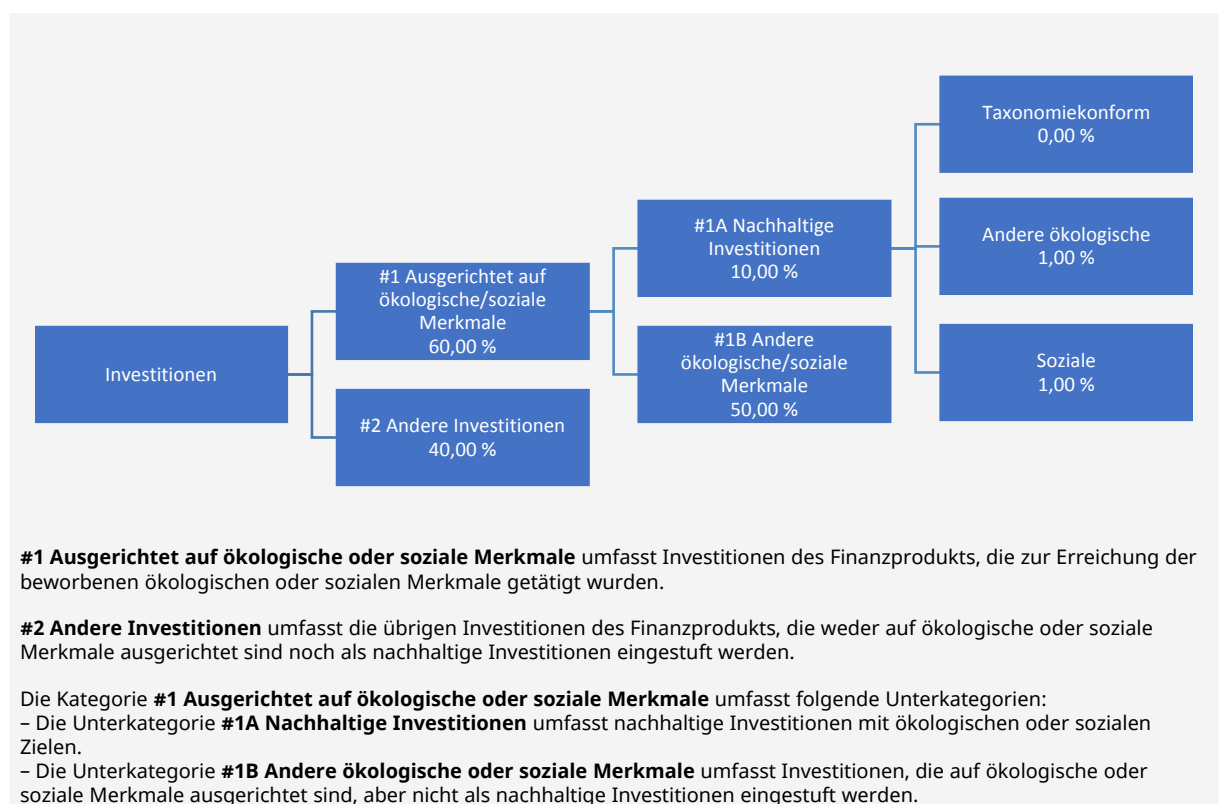 Investitionen
#1 Ausgerichtet auf
ökologische/soziale
Merkmale
60,00 %
#2 Andere Investitionen
40,00 %
#1A Nachhaltige
Investitionen
10,00 %
#1B Andere
ökologische/soziale
Merkmale
50,00 %
Taxonomiekonform
0,00 %
Andere ökologische
1,00 %
Soziale
1,00 %
#1 Ausgerichtet auf ökologische oder soziale Merkmale umfasst Investitionen des Finanzprodukts, die zur Erreichung der
beworbenen ökologischen oder sozialen Merkmale getätigt wurden.
#2 Andere Investitionen umfasst die übrigen Investitionen des Finanzprodukts, die weder auf ökologische oder soziale
Merkmale ausgerichtet sind noch als nachhaltige Investitionen eingestuft werden.
Die Kategorie #1 Ausgerichtet auf ökologische oder soziale Merkmale umfasst folgende Unterkategorien:
– Die Unterkategorie #1A Nachhaltige Investitionen umfasst nachhaltige Investitionen mit ökologischen oder sozialen
Zielen.
– Die Unterkategorie #1B Andere ökologische oder soziale Merkmale umfasst Investitionen, die auf ökologische oder
soziale Merkmale ausgerichtet sind, aber nicht als nachhaltige Investitionen eingestuft werden.